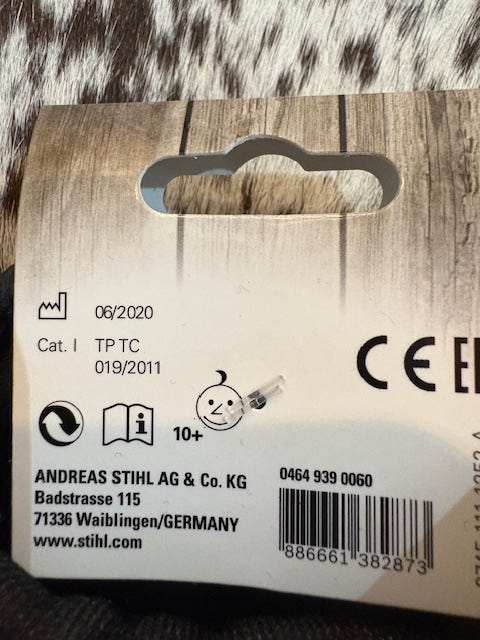 06/2020
Cat. I TP TC
019/2011
CE
10+
ANDREAS STIHL AG & Co. KG
Badstrasse 115
71336 Waiblingen/GERMANY
www.stihl.com
0464 939 0060
886661 382873